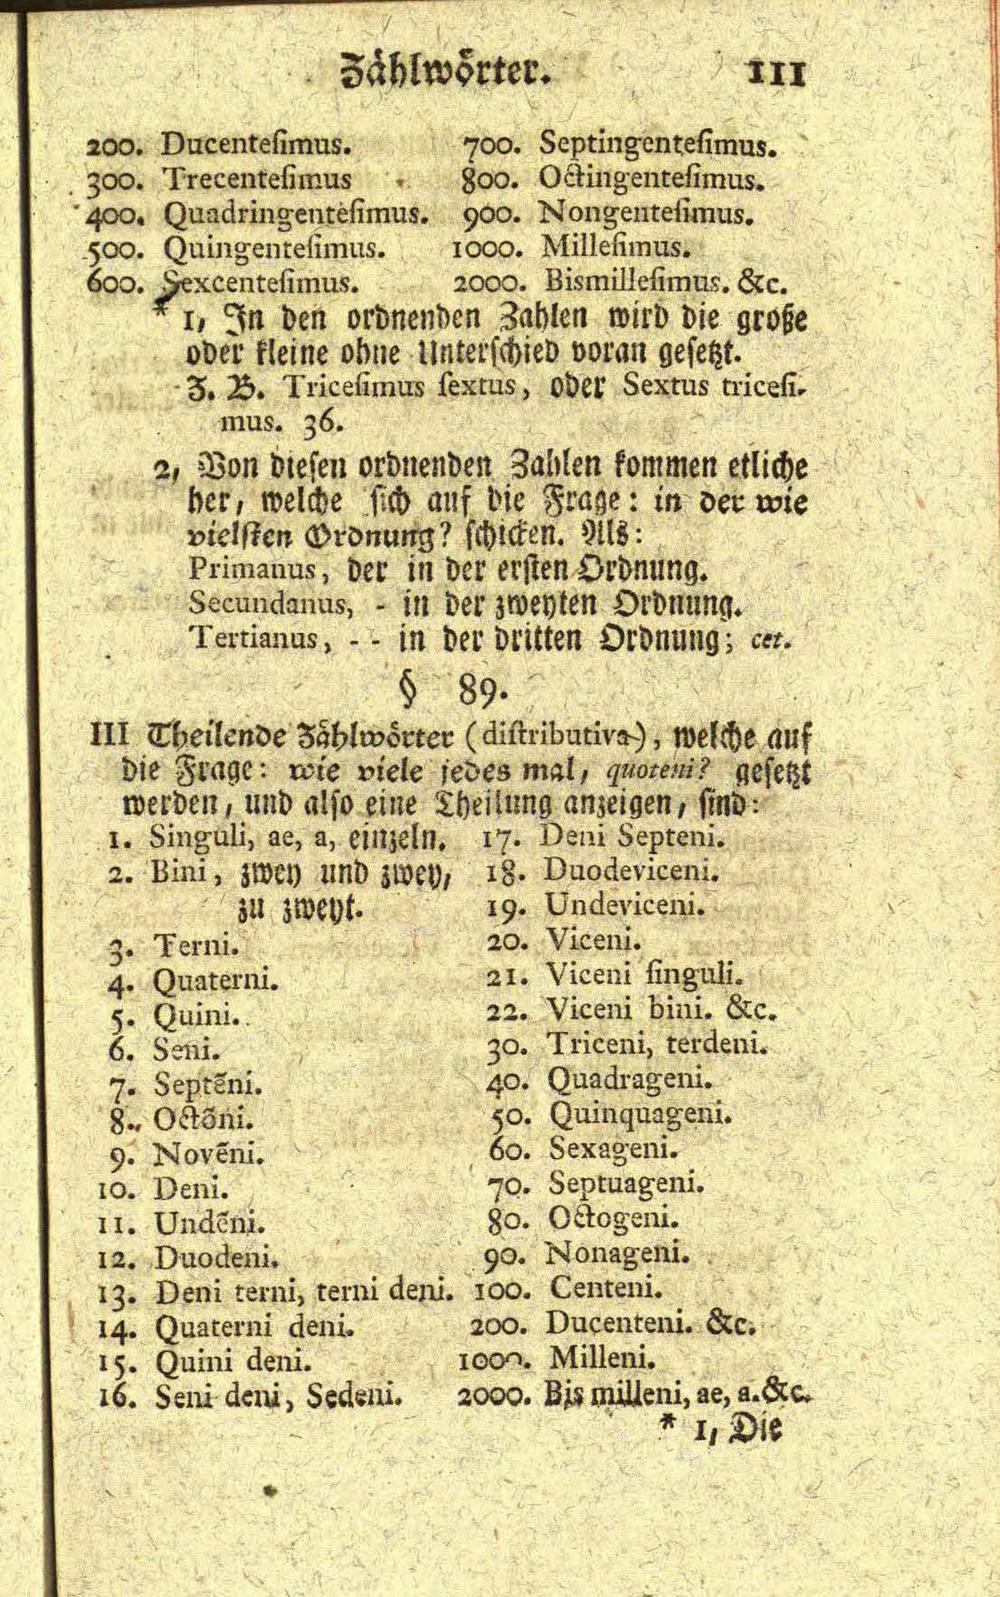 Zåhlwôrter. 111
200. Ducenteſimus. 700. Septingenteſimus.
300. Trecenteſimus 800. Octingenteſimus.
400. Quadringenteſimus. 900. Nongenteſimus.
500. Quingenteſimus. 1000. Milleſimus.
600. Sexcenteſimus. 2000. Bismilleſimus. &c.
* 1, In den ordnenden Zahlen wird die große
oder kleine ohne Unterſchied voran geſetzt.
Z. B. Triceſimus ſextus, oder Sextus triceſi-
mus. 36.
2, Von dieſen ordnenden Zahlen kommen etliche
her, welche ſich auf die Frage: in der wie
vielſten Ordnung? ſchicken. Als:
Primanus, der in der erſten Ordnung.
Secundanus, - in der zweyten Ordnung.
Tertianus, - - in der dritten Ordnung; cet.
§ 89.
III Theilende Zåhlwôrter (diſtributiva), welche auf
die Frage: wie viele jedes mal, quoteni? geſetzt
werden, und alſo eine Theilung anzeigen, ſind:
1. Singuli, ae, a, einzeln. 17. Deni Septeni.
2. Bini, zwey und zwey, 18. Duodeviceni.
zu zweyt. 19. Undeviceni.
3. Terni. 20. Viceni.
4. Quaterni. 21. Viceni ſinguli.
5. Quini. 22. Viceni bini. &c.
6. Seni. 30. Triceni, terdeni.
7. Septēni. 40. Quadrageni.
8. Octōni. 50. Quinquageni.
9. Novēni. 60. Sexageni.
10. Deni. 70. Septuageni.
11. Undēni. 80. Octogeni.
12. Duodeni. 90. Nonageni.
13. Deni terni, terni deni. 100. Centeni.
14. Quaterni deni. 200. Ducenteni. &c.
15. Quini deni. 1000. Milleni.
16. Seni deni, Sedeni. 2000. Bis milleni, ae, a. &c.
* 1, Die